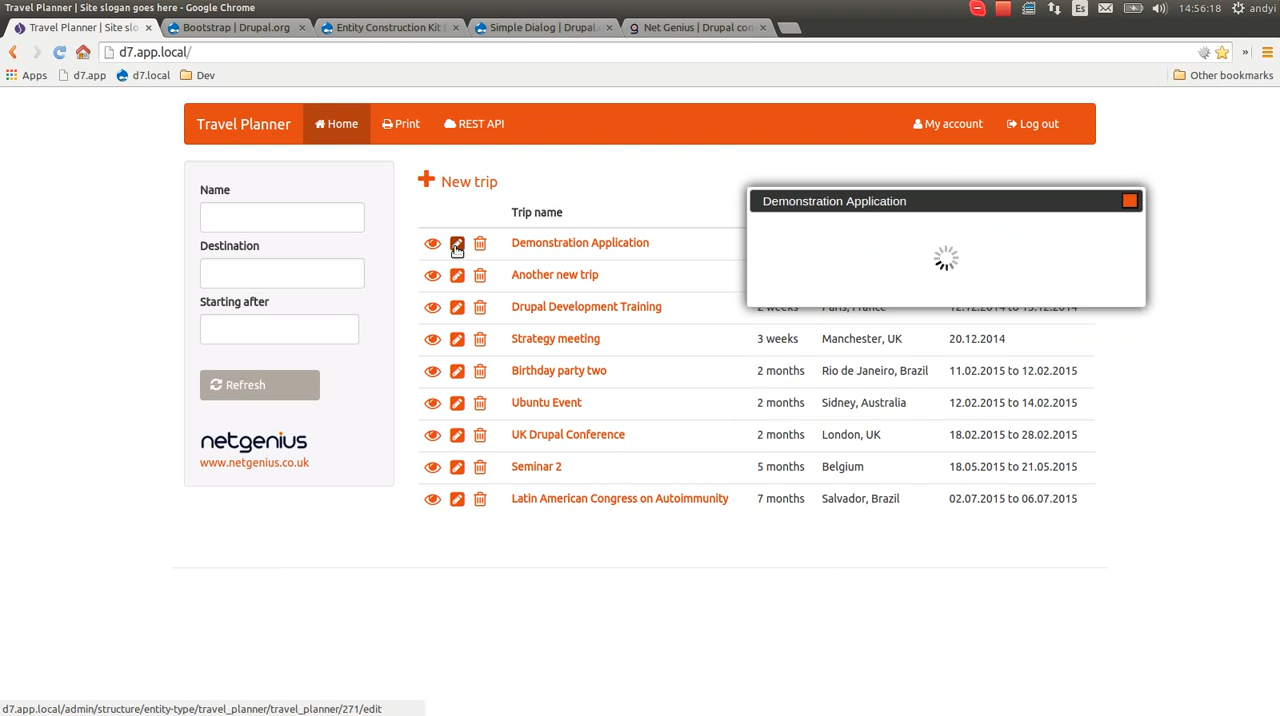 Travel Planner | Site slogan goes here - Google Chrome
Es
14:56:18
andyi
Travel Planner | Site slo
Bootstrap | Drupal.org
Entity Construction Kit (
Simple Dialog | Drupal.
Net Genius | Drupal con
d7.app.local/
Apps
d7.app
d7.local
Dev
Other bookmarks
Travel Planner
Home
Print
REST API
My account
Log out
Name
Destination
Starting after
Refresh
netgenius
www.netgenius.co.uk
New trip
Trip name
Demonstration Application
Demonstration Application
Another new trip
Drupal Development Training 2 weeks Paris, France
Strategy meeting 3 weeks Manchester, UK 20.12.2014
Birthday party two 2 months Rio de Janeiro, Brazil 11.02.2015 to 12.02.2015
Ubuntu Event 2 months Sidney, Australia 12.02.2015 to 14.02.2015
UK Drupal Conference 2 months London, UK 18.02.2015 to 28.02.2015
Seminar 2 5 months Belgium 18.05.2015 to 21.05.2015
Latin American Congress on Autoimmunity 7 months Salvador, Brazil 02.07.2015 to 06.07.2015
d7.app.local/admin/structure/entity-type/travel_planner/travel_planner/271/edit